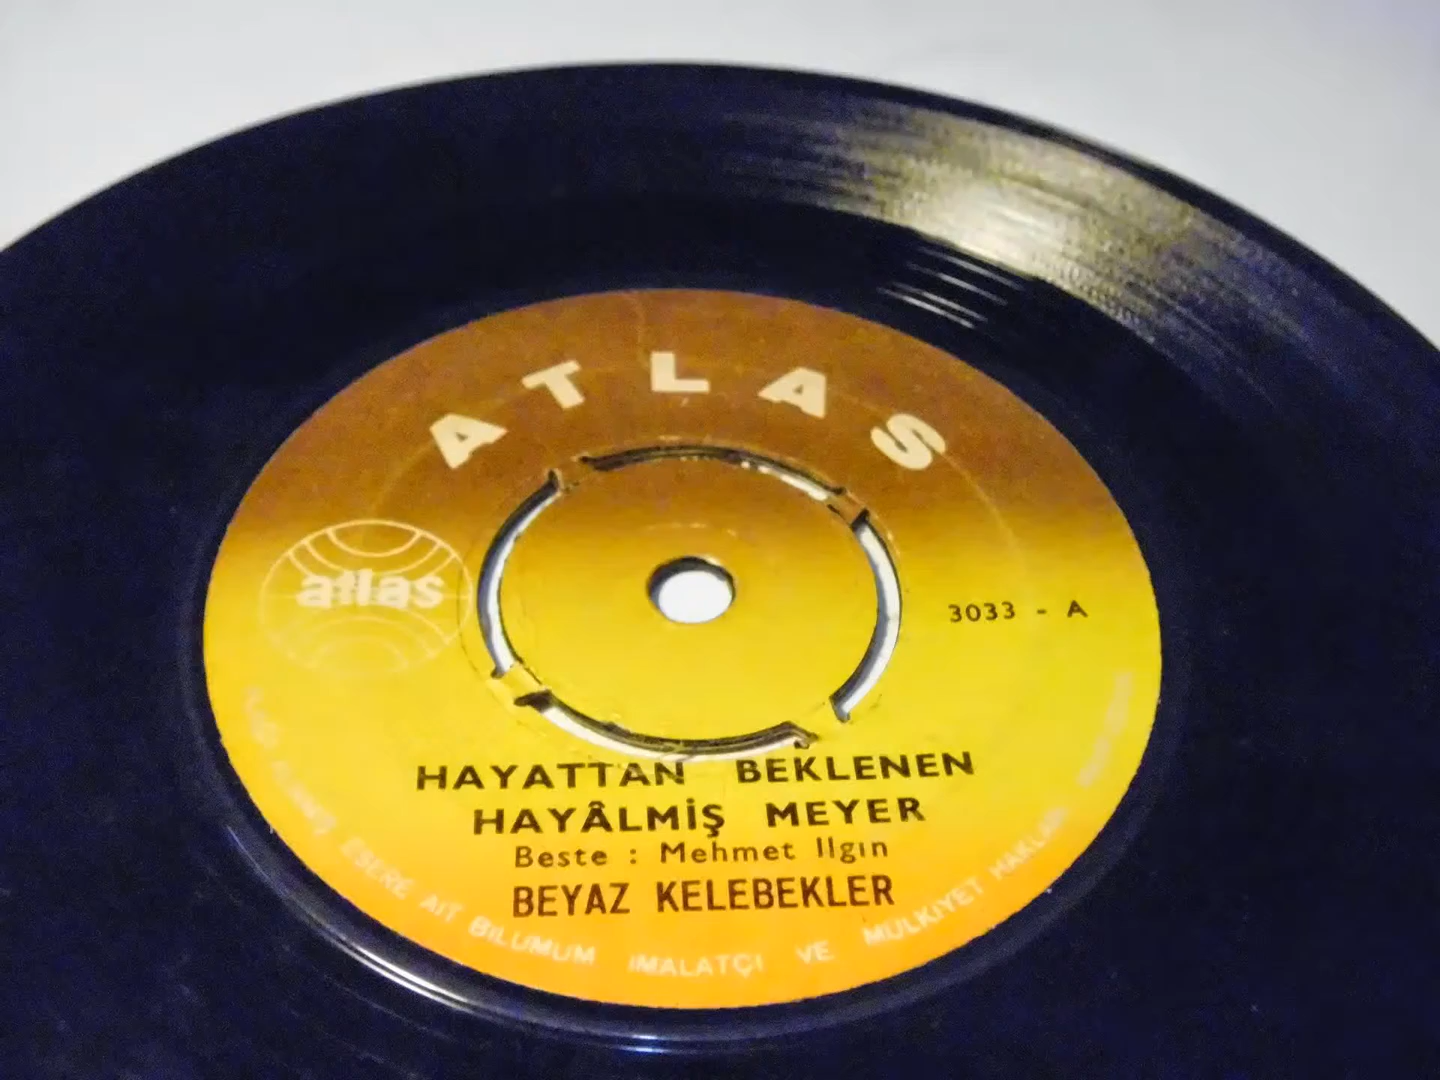 ATLAS
atlas
3033 - A
HAYATTAN BEKLENEN
HAYÂLMİŞ MEYER
Beste : Mehmet Ilgın
BEYAZ KELEBEKLER
ESERE AİT BİLUMUM İMALATÇI VE MÜLKİYET HAKLARI